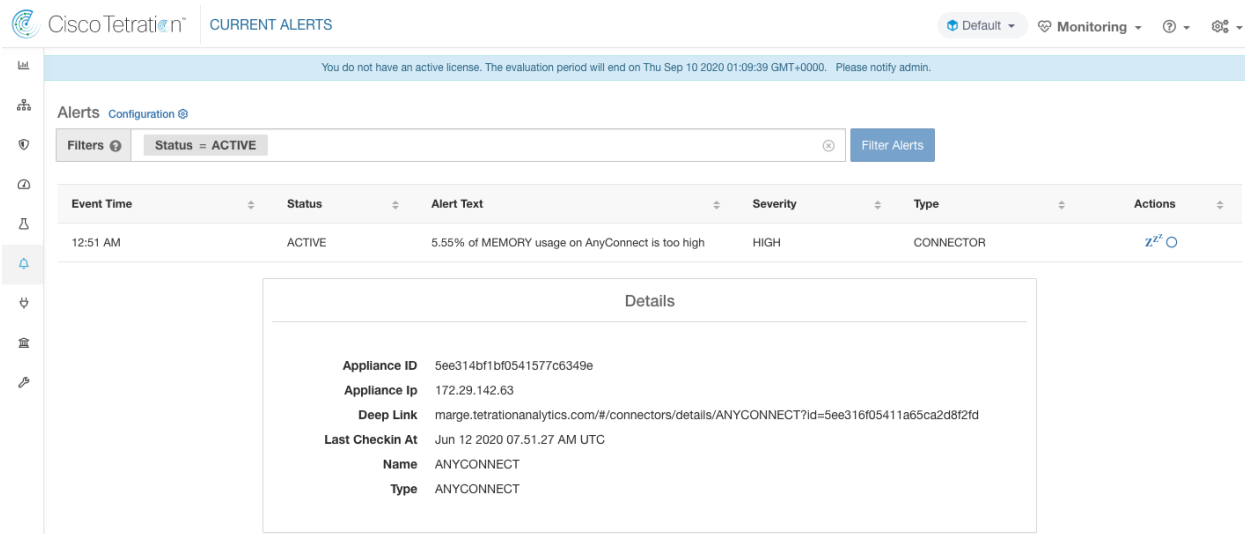 Cisco Tetration™ CURRENT ALERTS Default Monitoring
You do not have an active license. The evaluation period will end on Thu Sep 10 2020 01:09:39 GMT+0000. Please notify admin.
Alerts Configuration
Filters Status = ACTIVE Filter Alerts
Event Time Status Alert Text Severity Type Actions
12:51 AM ACTIVE 5.55% of MEMORY usage on AnyConnect is too high HIGH CONNECTOR zzz
Details
Appliance ID 5ee314bf1bf0541577c6349e
Appliance Ip 172.29.142.63
Deep Link marge.tetrationanalytics.com/#/connectors/details/ANYCONNECT?id=5ee316f05411a65ca2d8f2fd
Last Checkin At Jun 12 2020 07.51.27 AM UTC
Name ANYCONNECT
Type ANYCONNECT